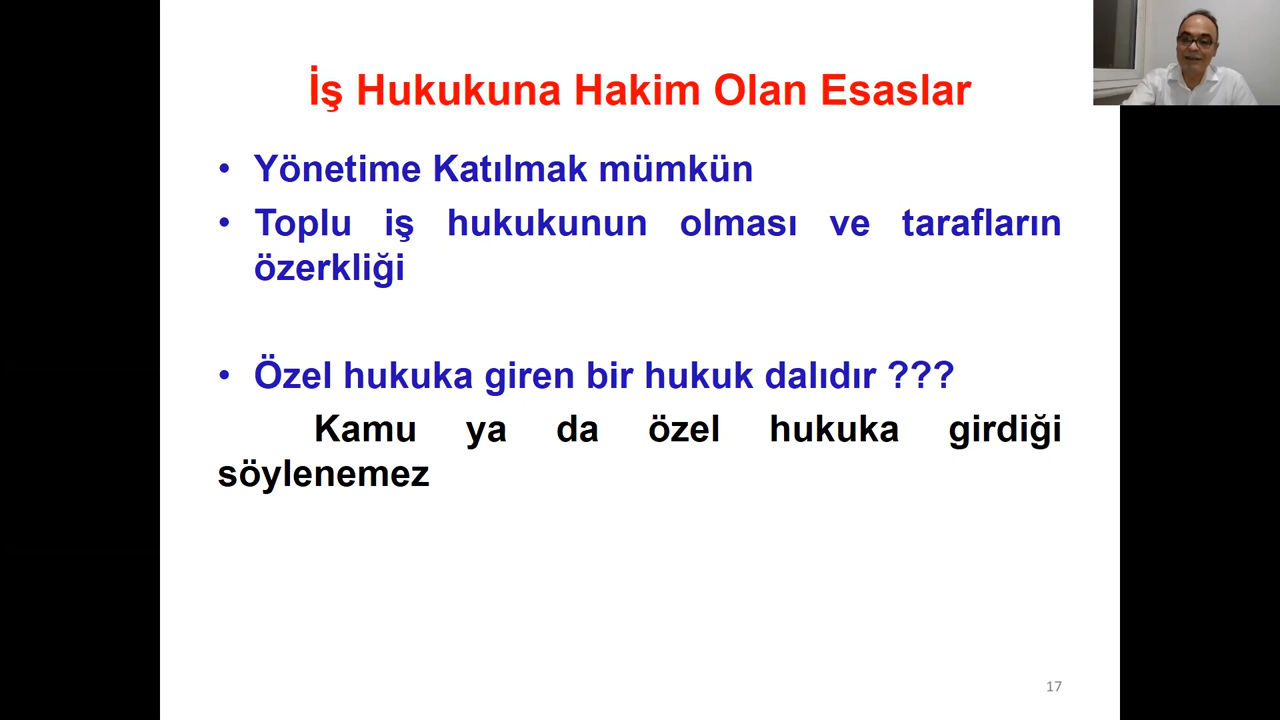 İş Hukukuna Hakim Olan Esaslar
• Yönetime Katılmak mümkün
• Toplu iş hukukunun olması ve tarafların
özerkliği
• Özel hukuka giren bir hukuk dalıdır ???
Kamu ya da özel hukuka girdiği
söylenemez
17